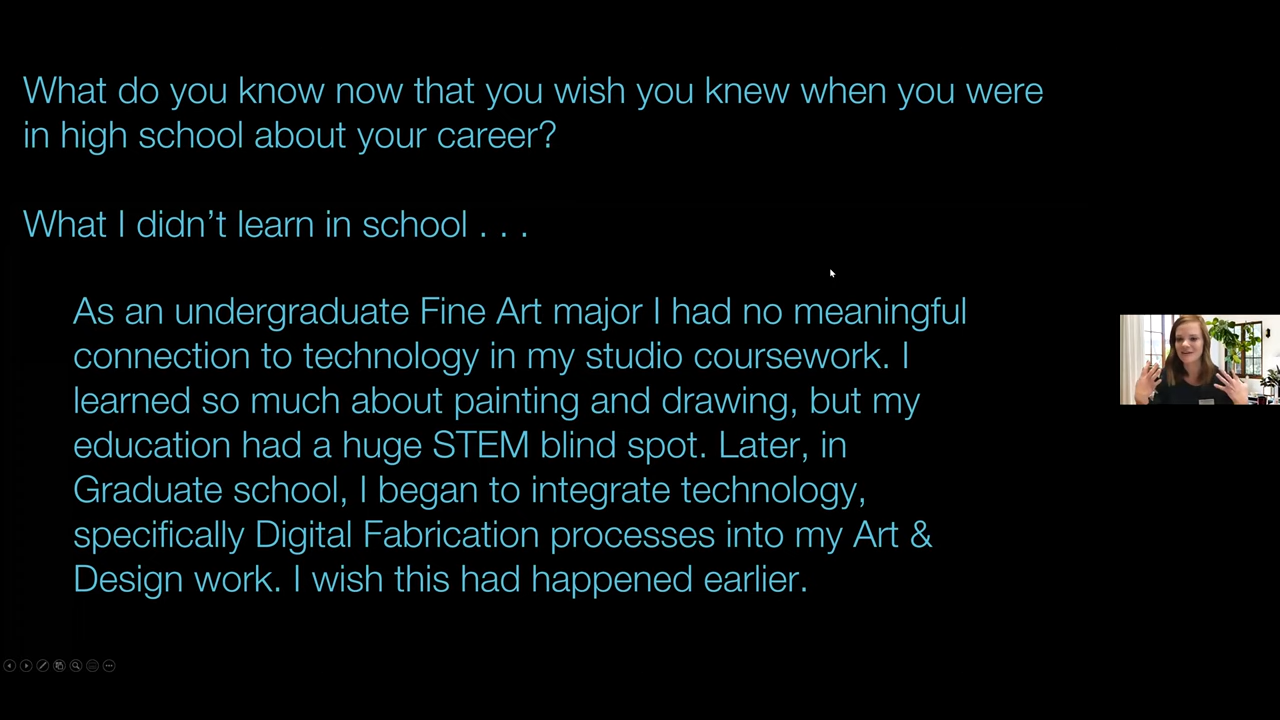 What do you know now that you wish you knew when you were
in high school about your career?
What I didn’t learn in school . . .
As an undergraduate Fine Art major I had no meaningful
connection to technology in my studio coursework. I
learned so much about painting and drawing, but my
education had a huge STEM blind spot. Later, in
Graduate school, I began to integrate technology,
specifically Digital Fabrication processes into my Art &
Design work. I wish this had happened earlier.